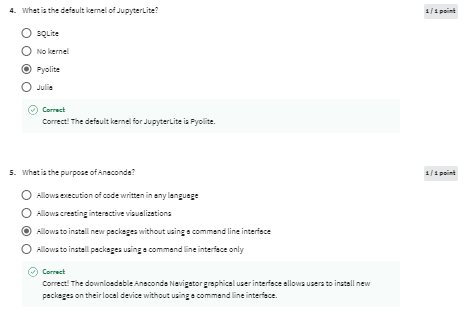 4. What is the default kernel of JupyterLite?
1 / 1 point
SQLite
No kernel
Pyolite
Julia
Correct
Correct! The default kernel for JupyterLite is Pyolite.
5. What is the purpose of Anaconda?
1 / 1 point
Allows execution of code written in any language
Allows creating interactive visualizations
Allows to install new packages without using a command line interface
Allows to install packages using a command line interface only
Correct
Correct! The downloadable Anaconda Navigator graphical user interface allows users to install new
packages on their local device without using a command line interface.